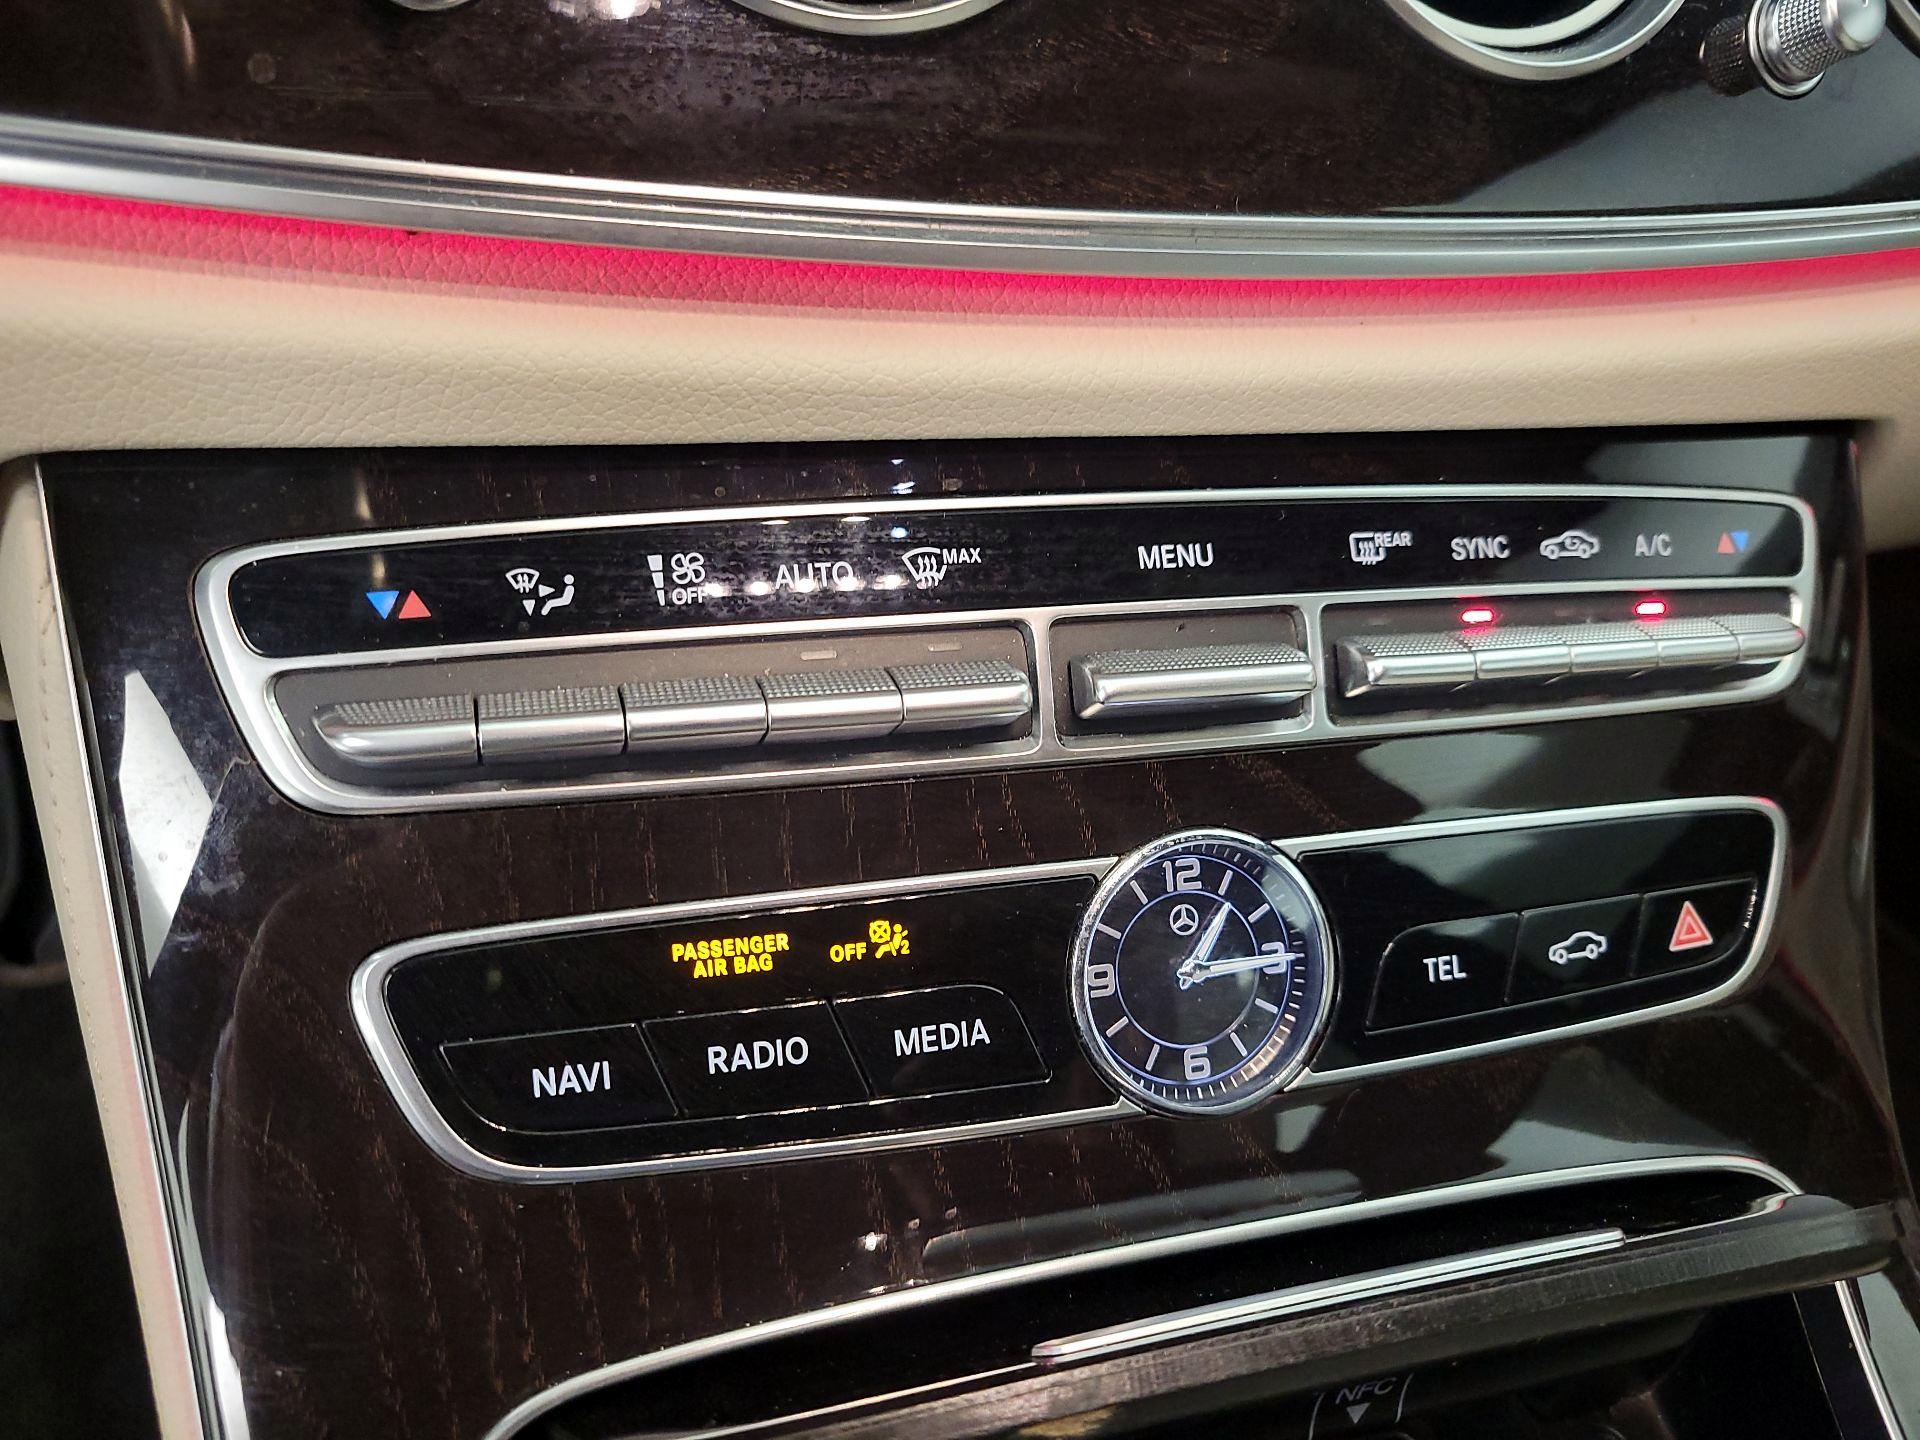 OFF
AUTO
MAX
MENU
REAR
SYNC
A/C
PASSENGER
AIR BAG
OFF
2
NAVI
RADIO
MEDIA
12
3
6
9
TEL
NFC